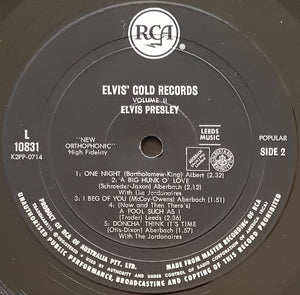 RCA
ELVIS' GOLD RECORDS
VOLUME II
ELVIS PRESLEY
L
10831
K2PP-0714
"NEW
ORTHOPHONIC"
High Fidelity
LEEDS
MUSIC
POPULAR
SIDE 2
1: ONE NIGHT (Bartholomew-King) Albert (2.32)
2: A BIG HUNK O' LOVE
(Schroeder-Jaxon) Aberbach (2.12)
With The Jordanaires
3: I BEG OF YOU (McCoy-Owens) Aberbach (1.51)
4: (Now and Then There's)
A FOOL SUCH AS I
(Trader) Leeds (2.36)
5: DONCHA' THINK IT'S TIME
(Otis-Dixon) Aberbach
With The Jordanaires
PRODUCT OF RCA OF AUSTRALIA PTY. LTD.
MADE FROM MASTER RECORDING OF RCA
UNAUTHORISED PUBLIC PERFORMANCE BROADCASTING AND COPYING OF THIS RECORD PROHIBITED